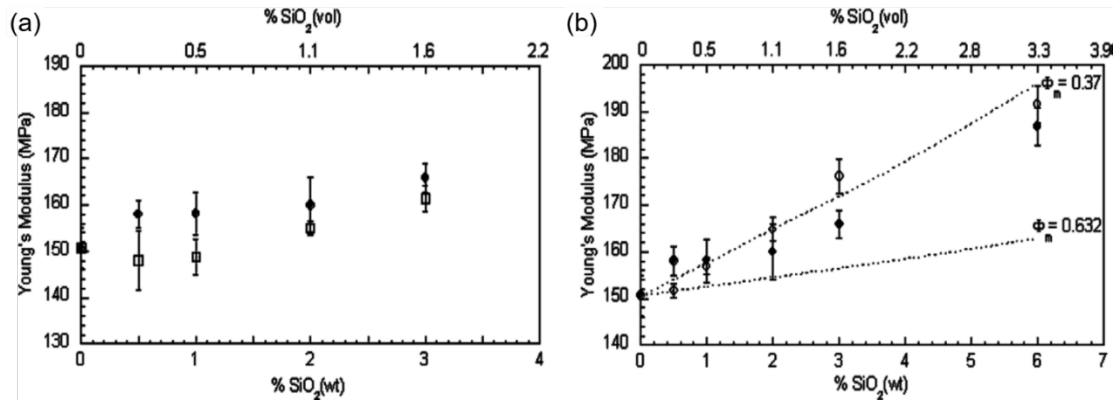 (a)
% SiO2(vol)
0 0.5 1.1 1.6 2.2
190
180
170
160
150
140
130
Young's Modulus (MPa)
0 1 2 3 4
% SiO2(wt)
(b)
% SiO2(vol)
0 0.5 1.1 1.6 2.2 2.8 3.3 3.9
200
190
180
170
160
150
140
Young's Modulus (MPa)
Φm = 0.37
Φm = 0.632
0 1 2 3 4 5 6 7
% SiO2(wt)